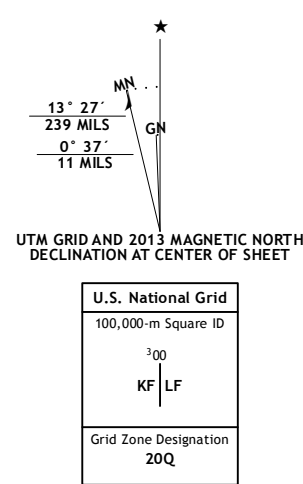 ★
MN
13° 27´
239 MILS
GN
0° 37´
11 MILS
UTM GRID AND 2013 MAGNETIC NORTH
DECLINATION AT CENTER OF SHEET
U.S. National Grid
100,000-m Square ID
³00
KF LF
Grid Zone Designation
20Q